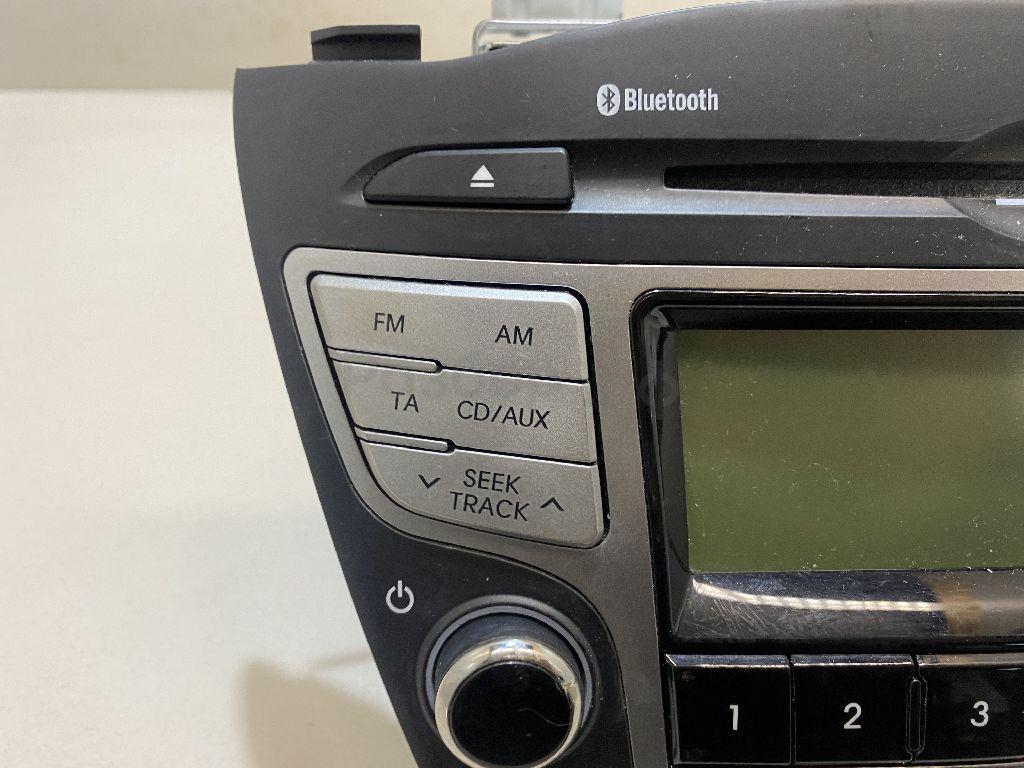 Bluetooth
FM AM
TA CD/AUX
SEEK
TRACK
1 2 3